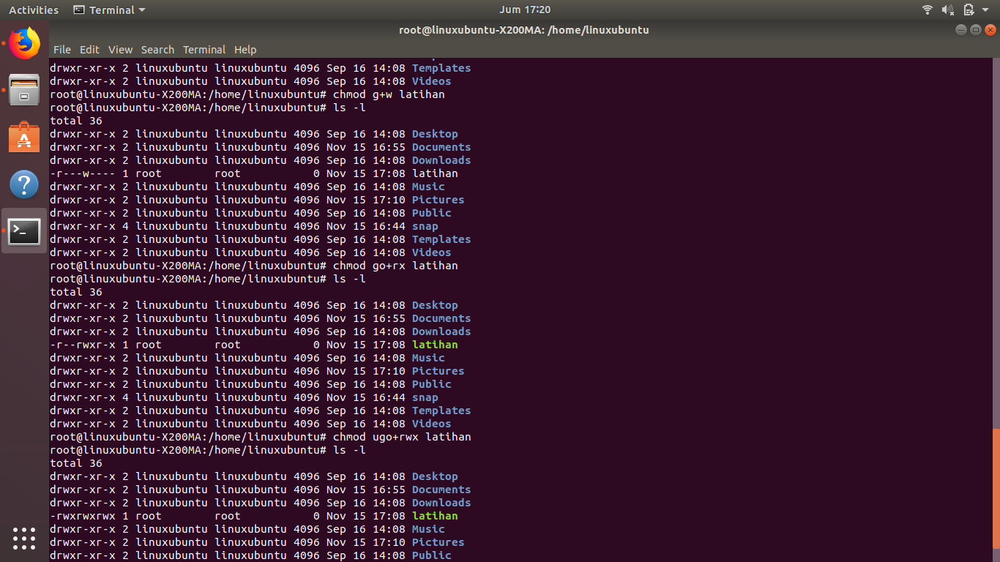 Activities Terminal Jum 17:20
root@linuxubuntu-X200MA: /home/linuxubuntu
File Edit View Search Terminal Help
drwxr-xr-x 2 linuxubuntu linuxubuntu 4096 Sep 16 14:08 Templates
drwxr-xr-x 2 linuxubuntu linuxubuntu 4096 Sep 16 14:08 Videos
root@linuxubuntu-X200MA:/home/linuxubuntu# chmod g+w latihan
root@linuxubuntu-X200MA:/home/linuxubuntu# ls -l
total 36
drwxr-xr-x 2 linuxubuntu linuxubuntu 4096 Sep 16 14:08 Desktop
drwxr-xr-x 2 linuxubuntu linuxubuntu 4096 Nov 15 16:55 Documents
drwxr-xr-x 2 linuxubuntu linuxubuntu 4096 Sep 16 14:08 Downloads
-r---w---- 1 root        root           0 Nov 15 17:08 latihan
drwxr-xr-x 2 linuxubuntu linuxubuntu 4096 Sep 16 14:08 Music
drwxr-xr-x 2 linuxubuntu linuxubuntu 4096 Nov 15 17:10 Pictures
drwxr-xr-x 2 linuxubuntu linuxubuntu 4096 Sep 16 14:08 Public
drwxr-xr-x 4 linuxubuntu linuxubuntu 4096 Nov 15 16:44 snap
drwxr-xr-x 2 linuxubuntu linuxubuntu 4096 Sep 16 14:08 Templates
drwxr-xr-x 2 linuxubuntu linuxubuntu 4096 Sep 16 14:08 Videos
root@linuxubuntu-X200MA:/home/linuxubuntu# chmod go+rx latihan
root@linuxubuntu-X200MA:/home/linuxubuntu# ls -l
total 36
drwxr-xr-x 2 linuxubuntu linuxubuntu 4096 Sep 16 14:08 Desktop
drwxr-xr-x 2 linuxubuntu linuxubuntu 4096 Nov 15 16:55 Documents
drwxr-xr-x 2 linuxubuntu linuxubuntu 4096 Sep 16 14:08 Downloads
-r--rwxr-x 1 root        root           0 Nov 15 17:08 latihan
drwxr-xr-x 2 linuxubuntu linuxubuntu 4096 Sep 16 14:08 Music
drwxr-xr-x 2 linuxubuntu linuxubuntu 4096 Nov 15 17:10 Pictures
drwxr-xr-x 2 linuxubuntu linuxubuntu 4096 Sep 16 14:08 Public
drwxr-xr-x 4 linuxubuntu linuxubuntu 4096 Nov 15 16:44 snap
drwxr-xr-x 2 linuxubuntu linuxubuntu 4096 Sep 16 14:08 Templates
drwxr-xr-x 2 linuxubuntu linuxubuntu 4096 Sep 16 14:08 Videos
root@linuxubuntu-X200MA:/home/linuxubuntu# chmod ugo+rwx latihan
root@linuxubuntu-X200MA:/home/linuxubuntu# ls -l
total 36
drwxr-xr-x 2 linuxubuntu linuxubuntu 4096 Sep 16 14:08 Desktop
drwxr-xr-x 2 linuxubuntu linuxubuntu 4096 Nov 15 16:55 Documents
drwxr-xr-x 2 linuxubuntu linuxubuntu 4096 Sep 16 14:08 Downloads
-rwxrwxrwx 1 root        root           0 Nov 15 17:08 latihan
drwxr-xr-x 2 linuxubuntu linuxubuntu 4096 Sep 16 14:08 Music
drwxr-xr-x 2 linuxubuntu linuxubuntu 4096 Nov 15 17:10 Pictures
drwxr-xr-x 2 linuxubuntu linuxubuntu 4096 Sep 16 14:08 Public